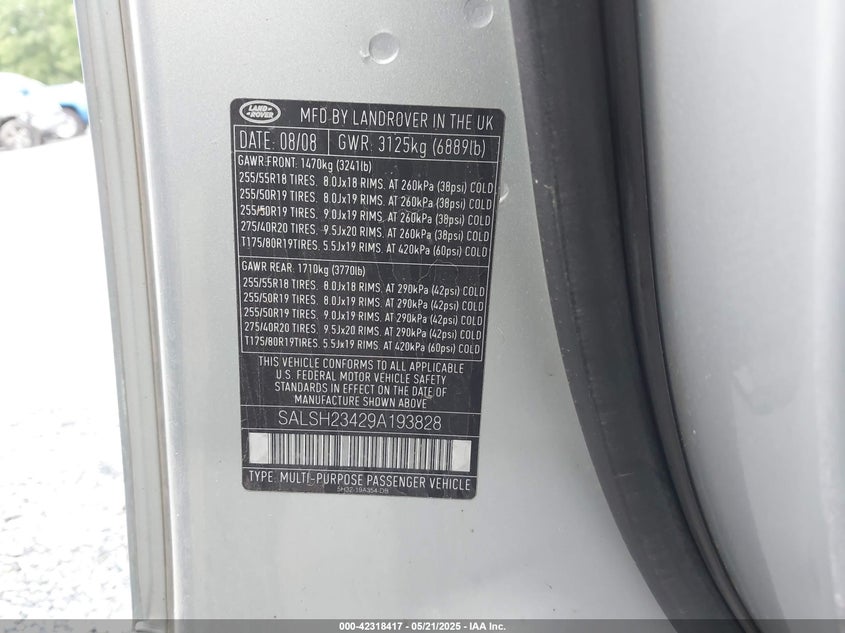 LAND ROVER
MFD BY LANDROVER IN THE UK
DATE: 08/08 GWR: 3125kg (6889lb)
GAWR.FRONT: 1470kg (3241lb)
255/55R18 TIRES. 8.0Jx18 RIMS. AT 260kPa (38psi) COLD
255/50R19 TIRES. 8.0Jx19 RIMS. AT 260kPa (38psi) COLD
255/50R19 TIRES. 9.0Jx19 RIMS. AT 260kPa (38psi) COLD
275/40R20 TIRES. 9.5Jx20 RIMS. AT 260kPa (38psi) COLD
T175/80R19TIRES. 5.5Jx19 RIMS. AT 420kPa (60psi) COLD
GAWR REAR. 1710kg (3770lb)
255/55R18 TIRES. 8.0Jx18 RIMS. AT 290kPa (42psi) COLD
255/50R19 TIRES. 8.0Jx19 RIMS. AT 290kPa (42psi) COLD
255/50R19 TIRES. 9.0Jx19 RIMS. AT 290kPa (42psi) COLD
275/40R20 TIRES. 9.5Jx20 RIMS. AT 290kPa (42psi) COLD
T175/80R19TIRES. 5.5Jx19 RIMS. AT 420kPa (60psi) COLD
THIS VEHICLE CONFORMS TO ALL APPLICABLE
U.S. FEDERAL MOTOR VEHICLE SAFETY
STANDARDS IN EFFECT ON THE DATE OF
MANUFACTURE SHOWN ABOVE.
SALSH23429A193828
TYPE: MULTI-PURPOSE PASSENGER VEHICLE
5H32-19A354-DB
000-42318417 - 05/21/2025 - IAA Inc.